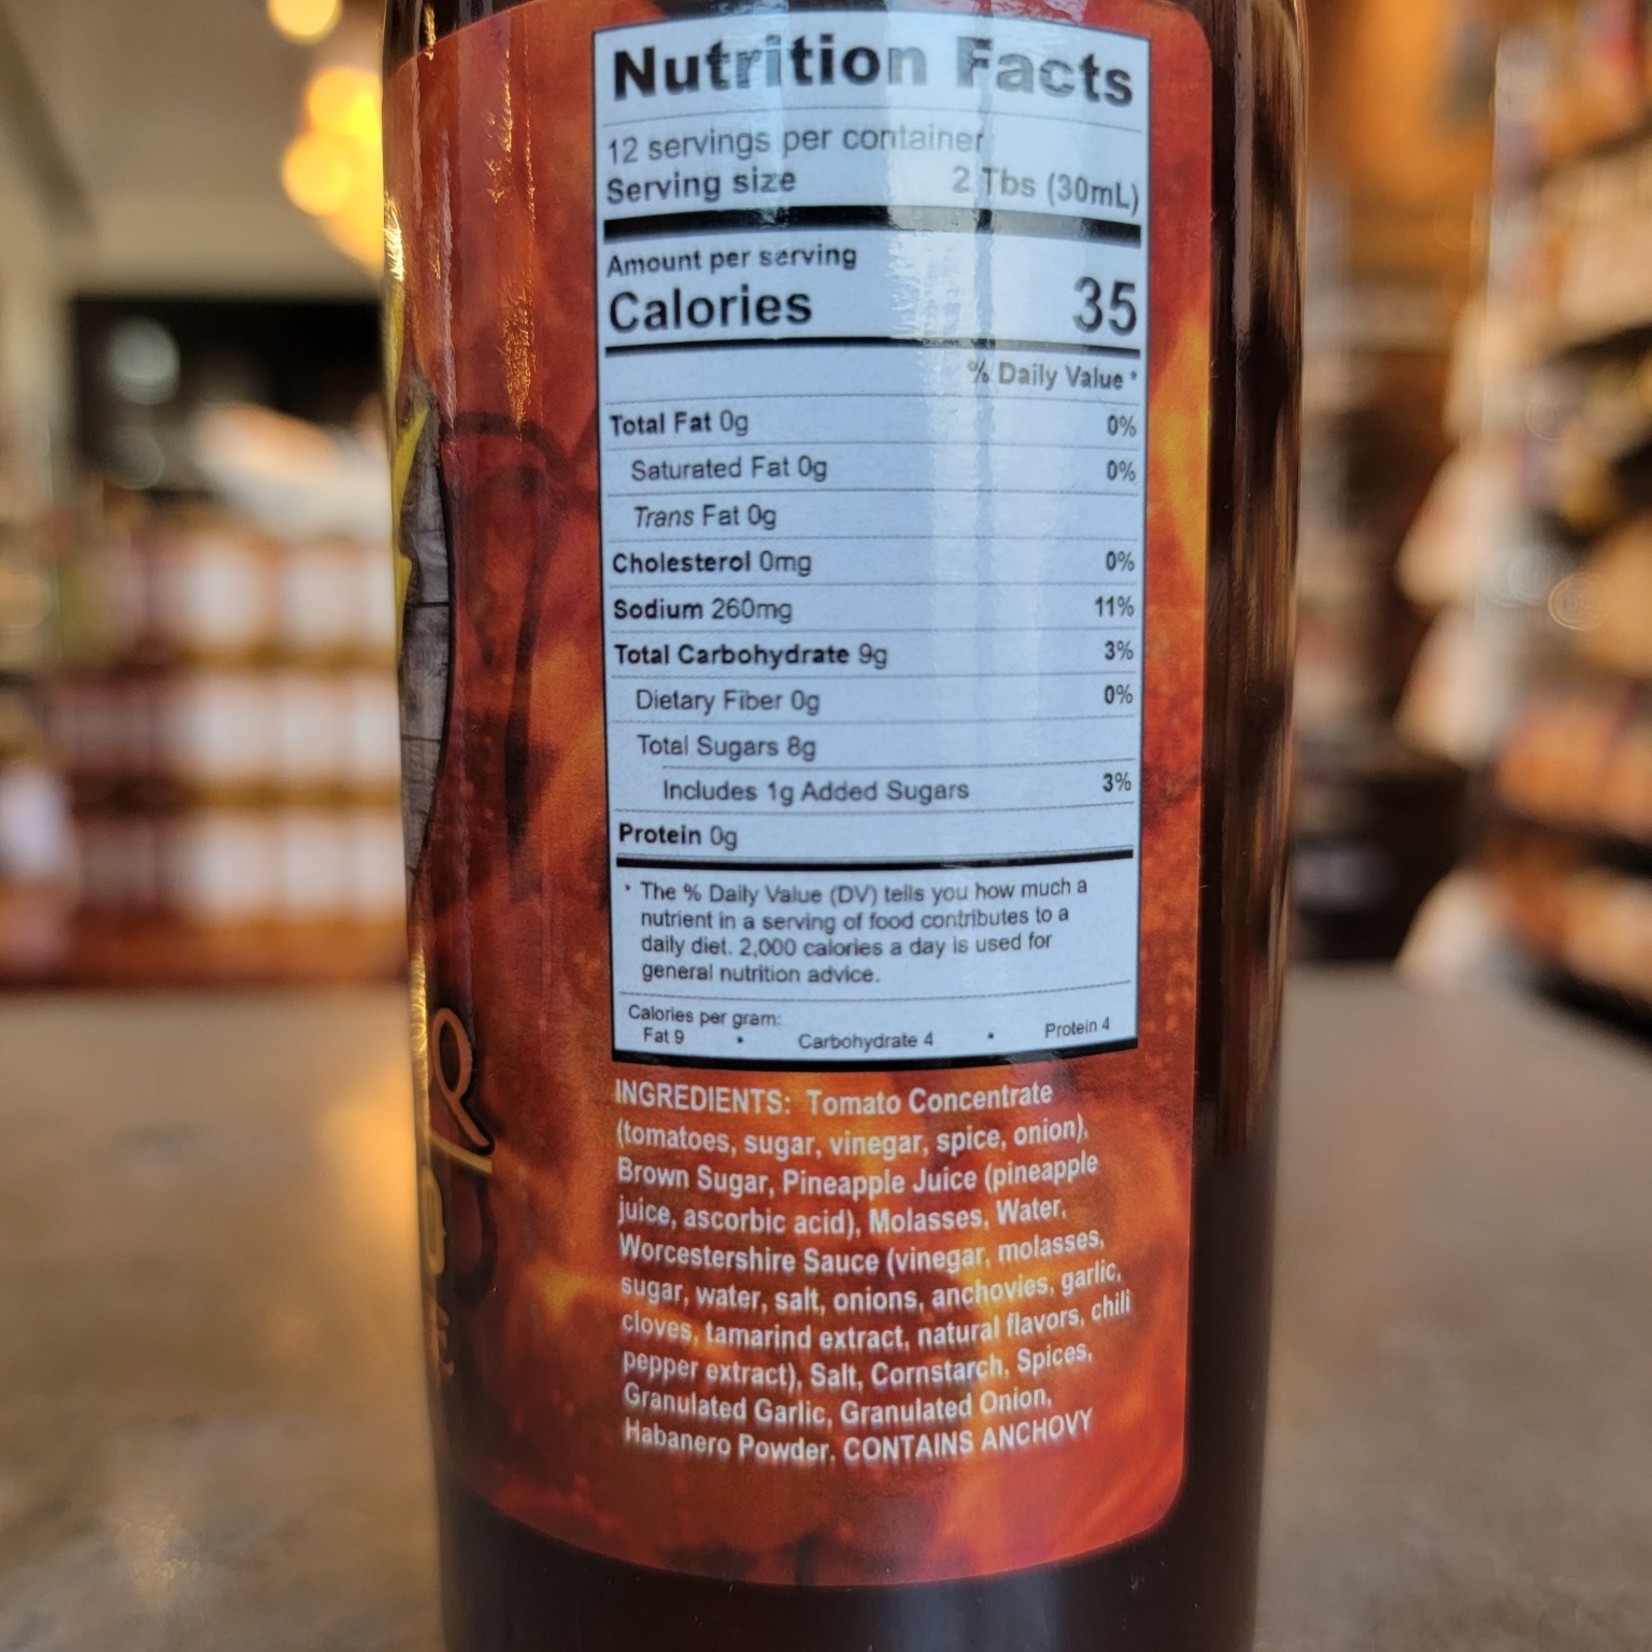 Nutrition Facts
12 servings per container
Serving size 2 Tbs (30mL)
Amount per serving
Calories 35
% Daily Value *
Total Fat 0g 0%
Saturated Fat 0g 0%
Trans Fat 0g
Cholesterol 0mg 0%
Sodium 260mg 11%
Total Carbohydrate 9g 3%
Dietary Fiber 0g 0%
Total Sugars 8g
Includes 1g Added Sugars 3%
Protein 0g
* The % Daily Value (DV) tells you how much a
nutrient in a serving of food contributes to a
daily diet. 2,000 calories a day is used for
general nutrition advice.
Calories per gram:
Fat 9 • Carbohydrate 4 • Protein 4
INGREDIENTS: Tomato Concentrate
(tomatoes, sugar, vinegar, spice, onion),
Brown Sugar, Pineapple Juice (pineapple
juice, ascorbic acid), Molasses, Water,
Worcestershire Sauce (vinegar, molasses,
sugar, water, salt, onions, anchovies, garlic,
cloves, tamarind extract, natural flavors, chili
pepper extract), Salt, Cornstarch, Spices,
Granulated Garlic, Granulated Onion,
Habanero Powder. CONTAINS ANCHOVY